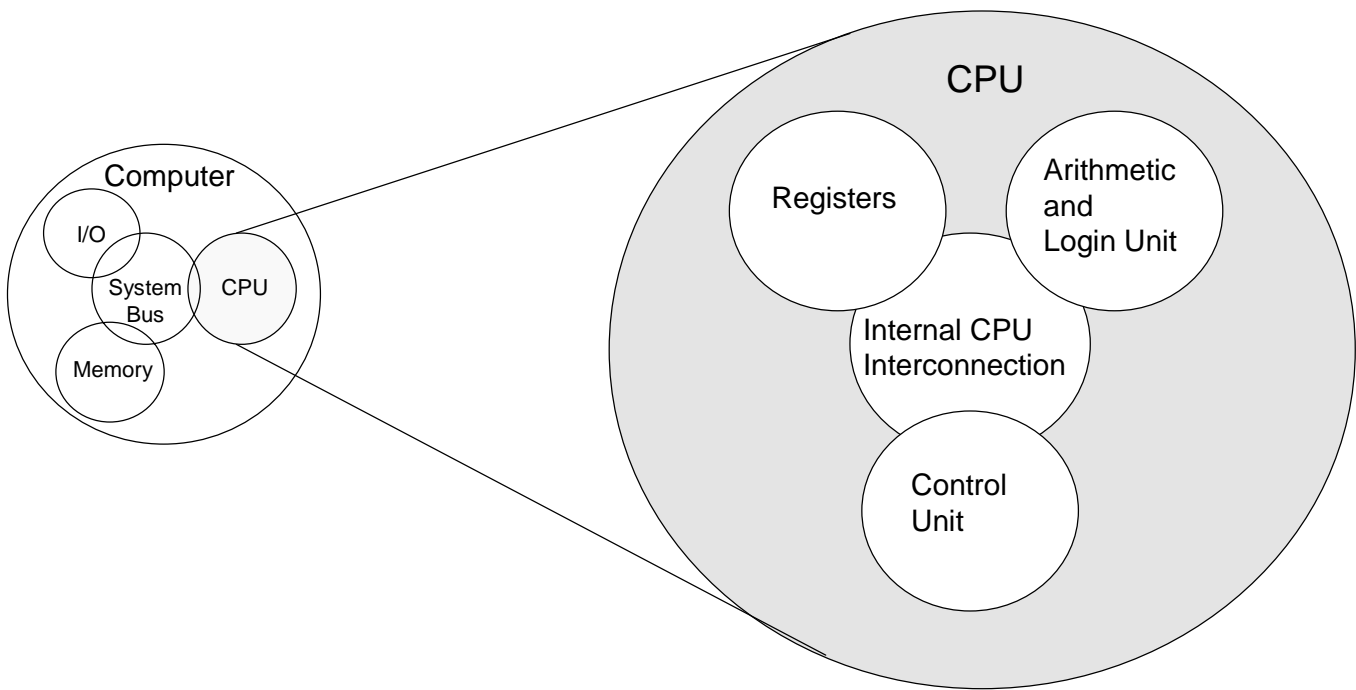 Computer
I/O
System
Bus
CPU
Memory
CPU
Registers
Arithmetic
and
Login Unit
Internal CPU
Interconnection
Control
Unit